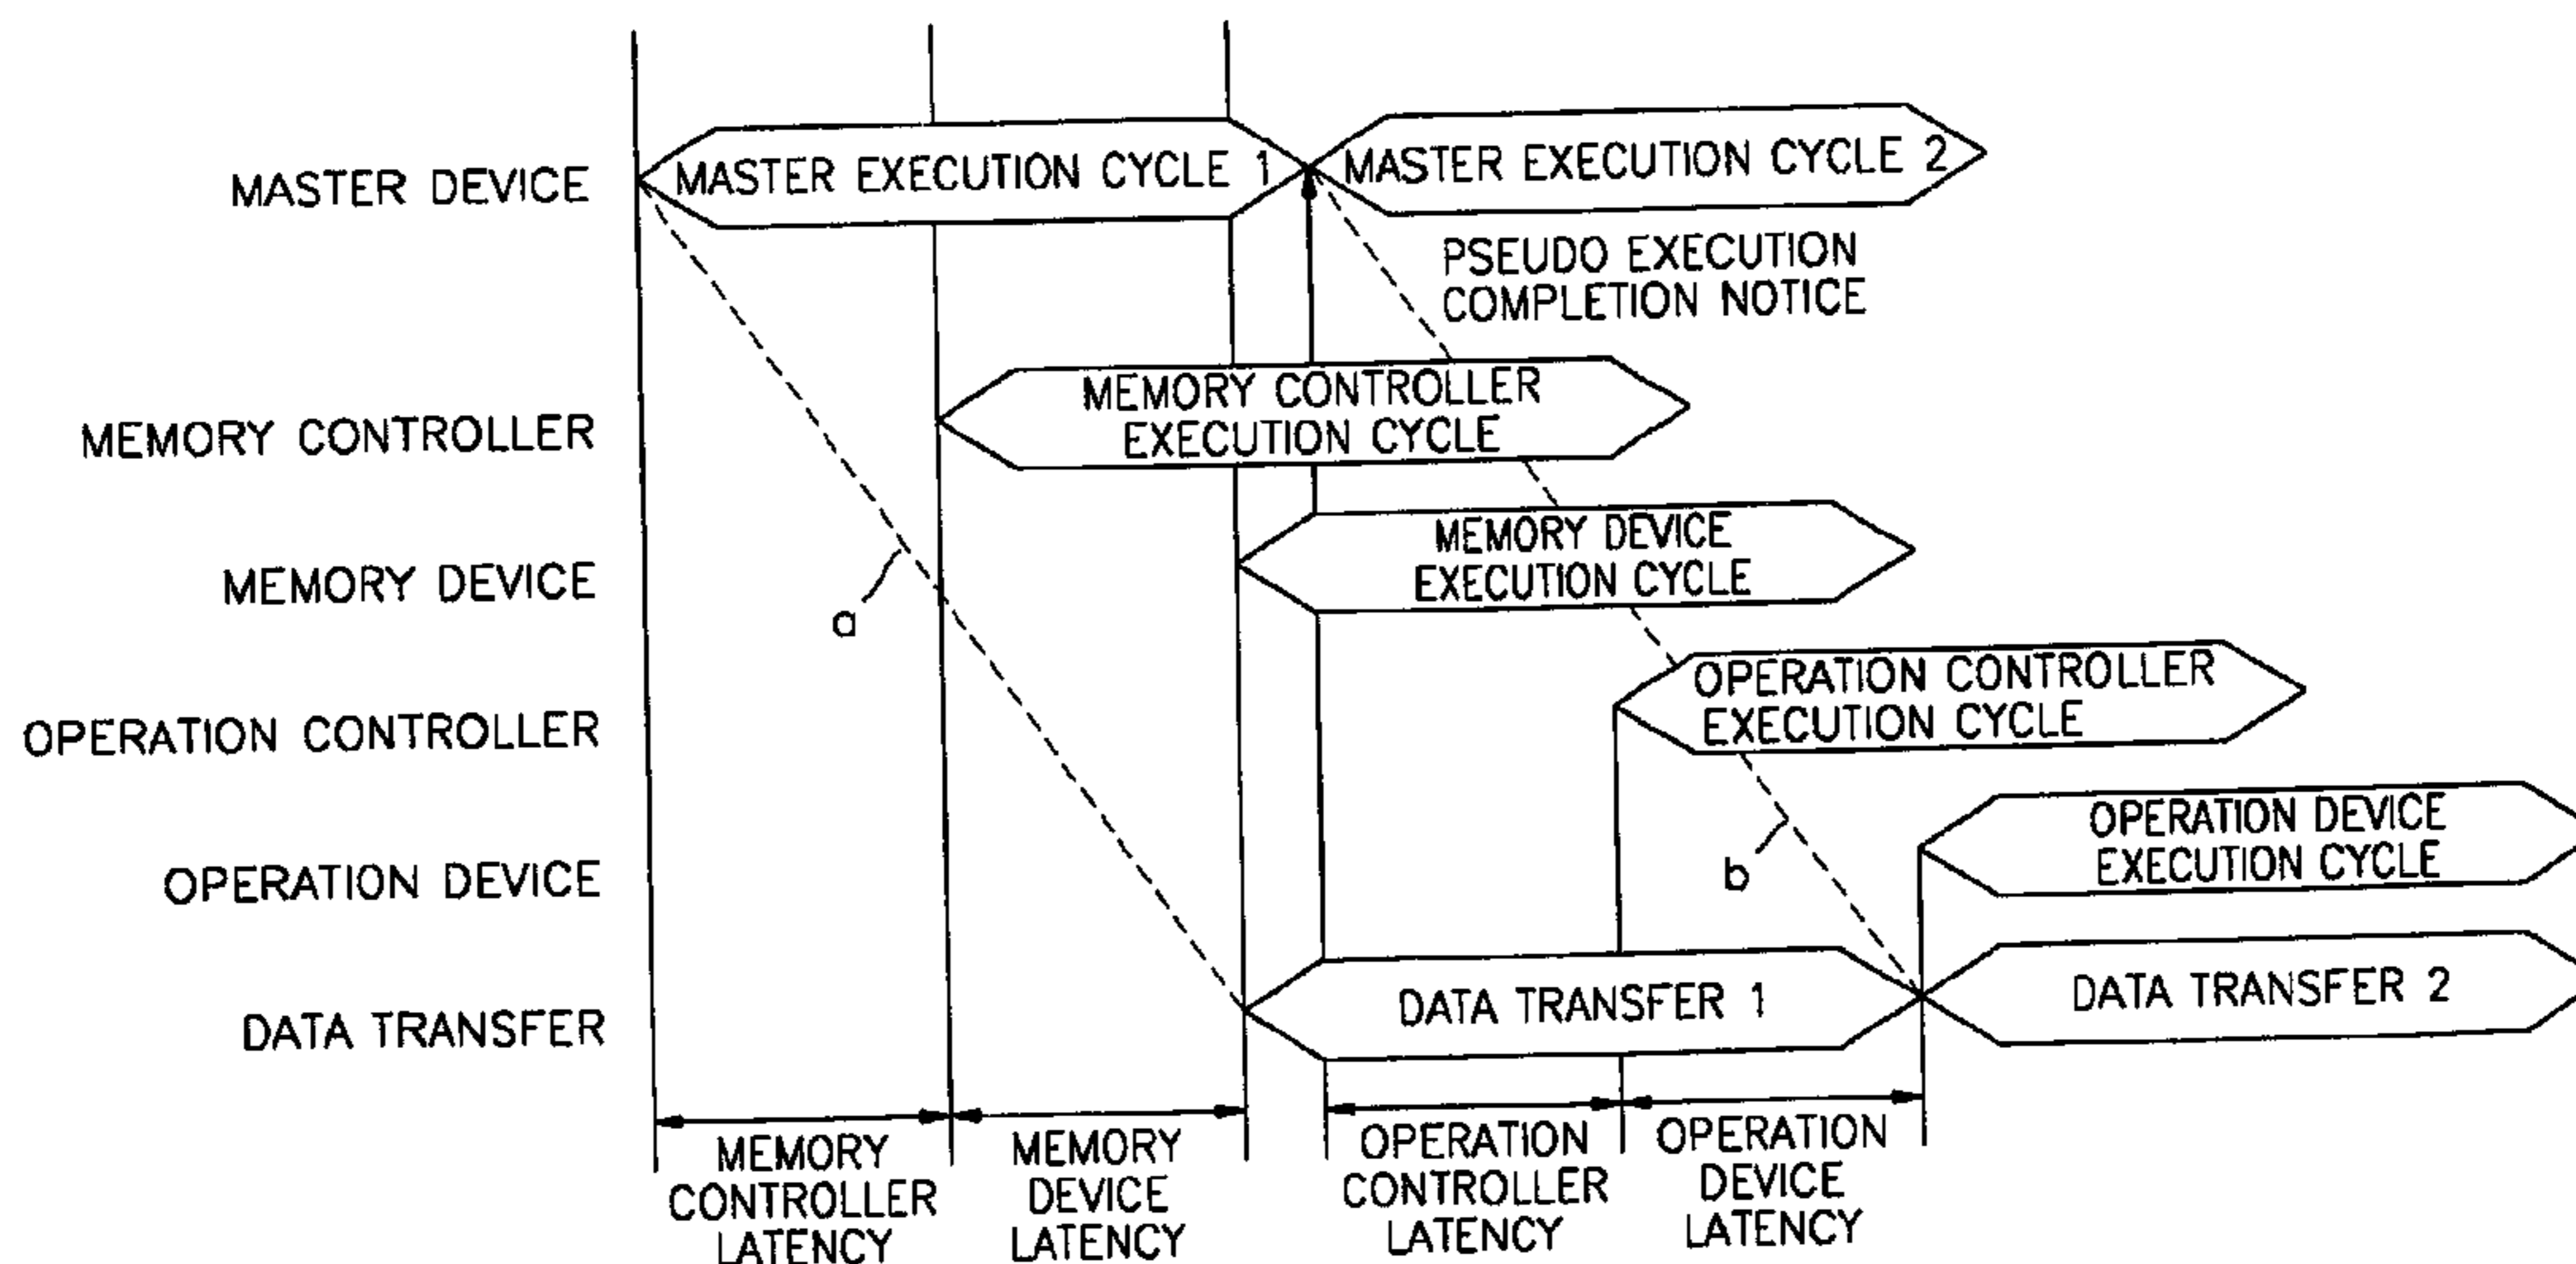 MASTER DEVICE
MASTER EXECUTION CYCLE 1
MASTER EXECUTION CYCLE 2
PSEUDO EXECUTION
COMPLETION NOTICE
MEMORY CONTROLLER
MEMORY CONTROLLER
EXECUTION CYCLE
MEMORY DEVICE
MEMORY DEVICE
EXECUTION CYCLE
a
OPERATION CONTROLLER
OPERATION CONTROLLER
EXECUTION CYCLE
OPERATION DEVICE
OPERATION DEVICE
EXECUTION CYCLE
b
DATA TRANSFER
DATA TRANSFER 1
DATA TRANSFER 2
MEMORY
CONTROLLER
LATENCY
MEMORY
DEVICE
LATENCY
OPERATION
CONTROLLER
LATENCY
OPERATION
DEVICE
LATENCY